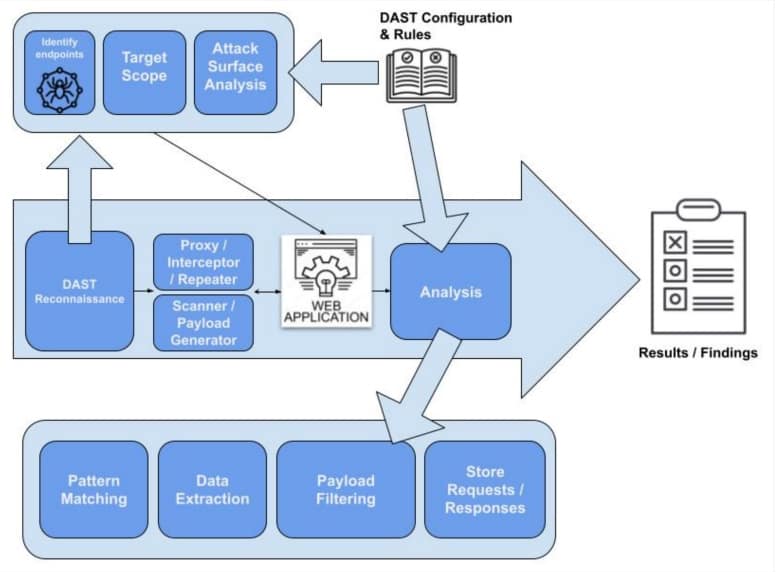 DAST Configuration
& Rules
Identify
endpoints
Target
Scope
Attack
Surface
Analysis
DAST
Reconnaissance
Proxy /
Interceptor
/ Repeater
Scanner /
Payload
Generator
WEB
APPLICATION
Analysis
Results / Findings
Pattern
Matching
Data
Extraction
Payload
Filtering
Store
Requests /
Responses